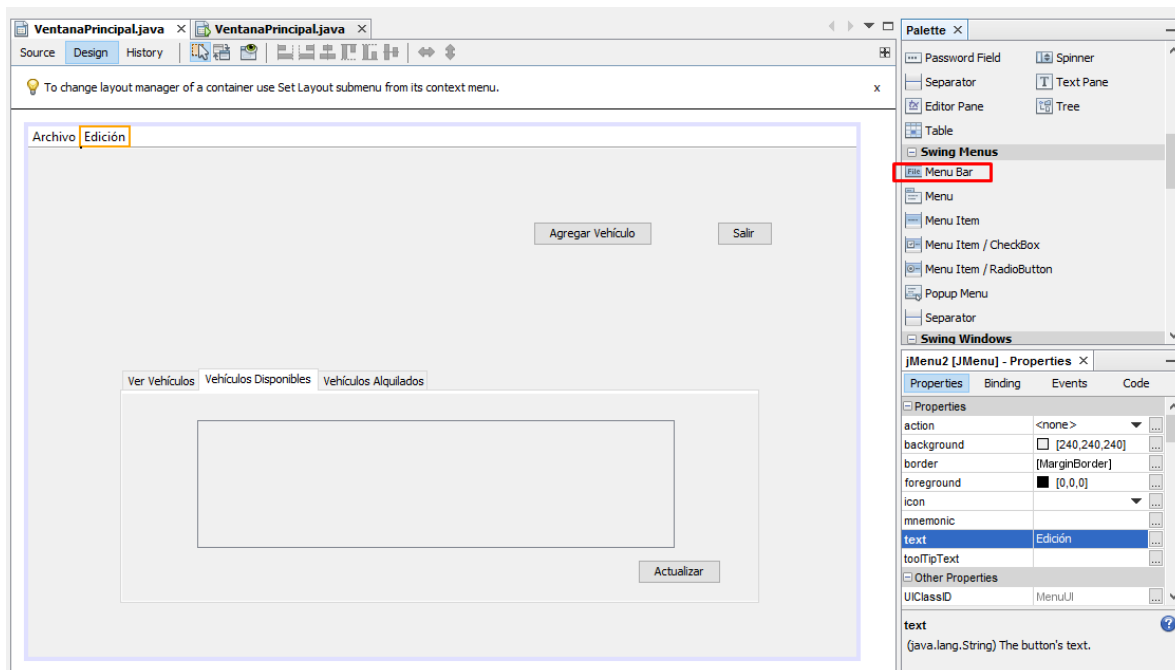 VentanaPrincipal.java × VentanaPrincipal.java ×
Source Design History
To change layout manager of a container use Set Layout submenu from its context menu. x
Archivo Edición
Agregar Vehículo Salir
Ver Vehículos Vehículos Disponibles Vehículos Alquilados
Actualizar
Palette ×
Password Field Spinner
Separator Text Pane
Editor Pane Tree
Table
Swing Menus
Menu Bar
Menu
Menu Item
Menu Item / CheckBox
Menu Item / RadioButton
Popup Menu
Separator
Swing Windows
jMenu2 [JMenu] - Properties ×
Properties Binding Events Code
Properties
action <none> ...
background [240,240,240] ...
border [MarginBorder] ...
foreground [0,0,0] ...
icon ...
mnemonic ...
text Edición ...
toolTipText ...
Other Properties
UIClassID MenuUI ...
text ?
(java.lang.String) The button's text.